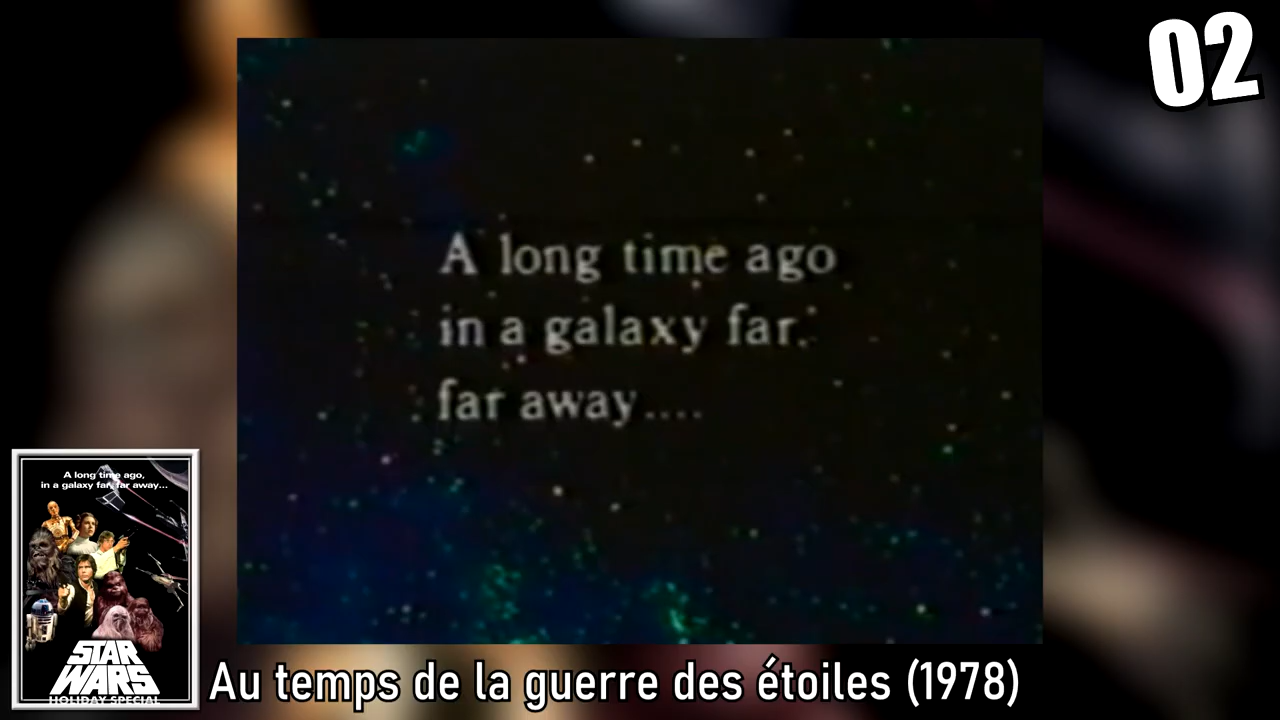 02
A long time ago
in a galaxy far,
far away....
A long time ago,
in a galaxy far, far away...
STAR
WARS
HOLIDAY SPECIAL
Au temps de la guerre des étoiles (1978)